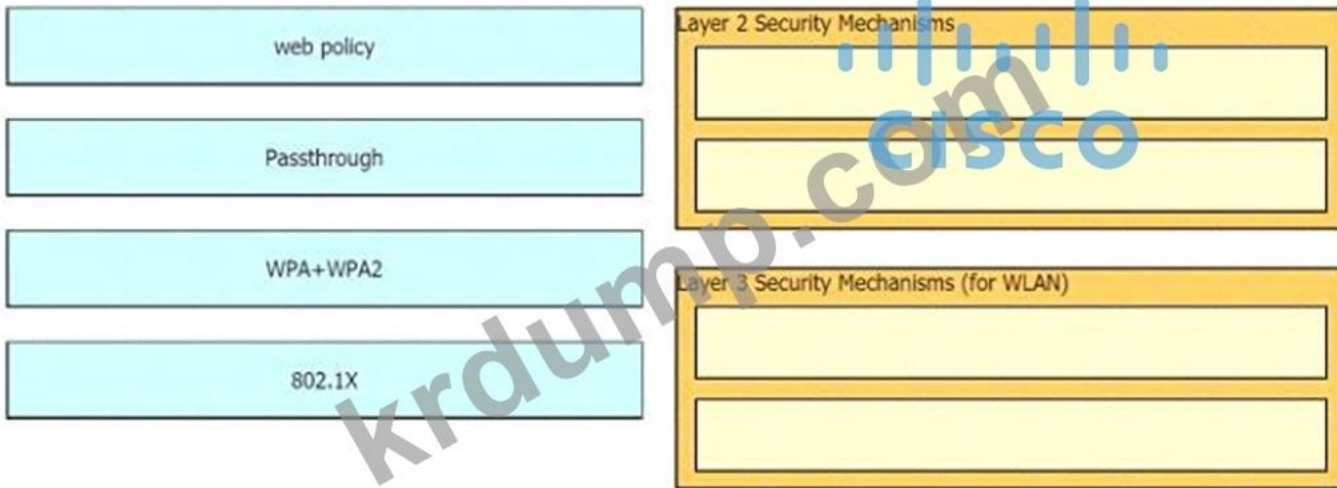 web policy
Passthrough
WPA+WPA2
802.1X
Layer 2 Security Mechanisms
CISCO
Layer 3 Security Mechanisms (for WLAN)
krdump.com